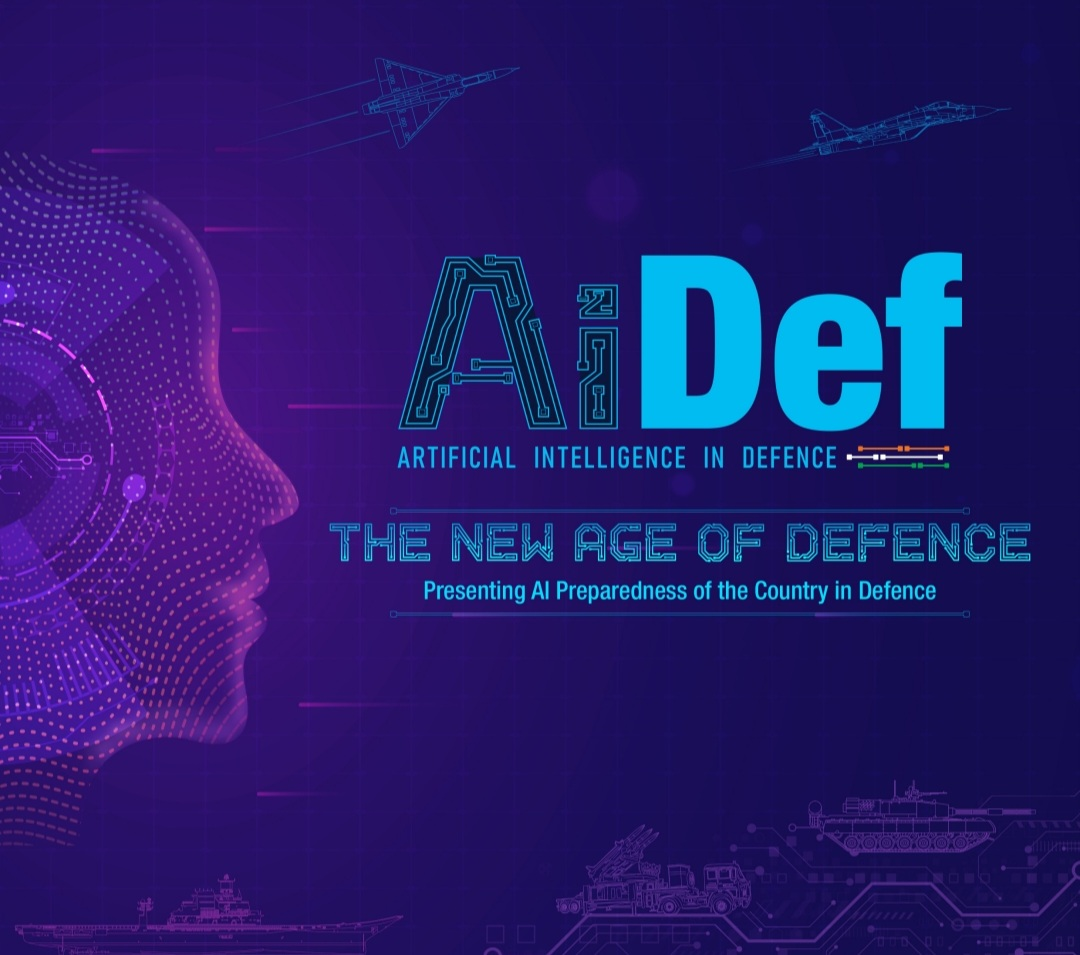 AiDef
ARTIFICIAL INTELLIGENCE IN DEFENCE
THE NEW AGE OF DEFENCE
Presenting AI Preparedness of the Country in Defence